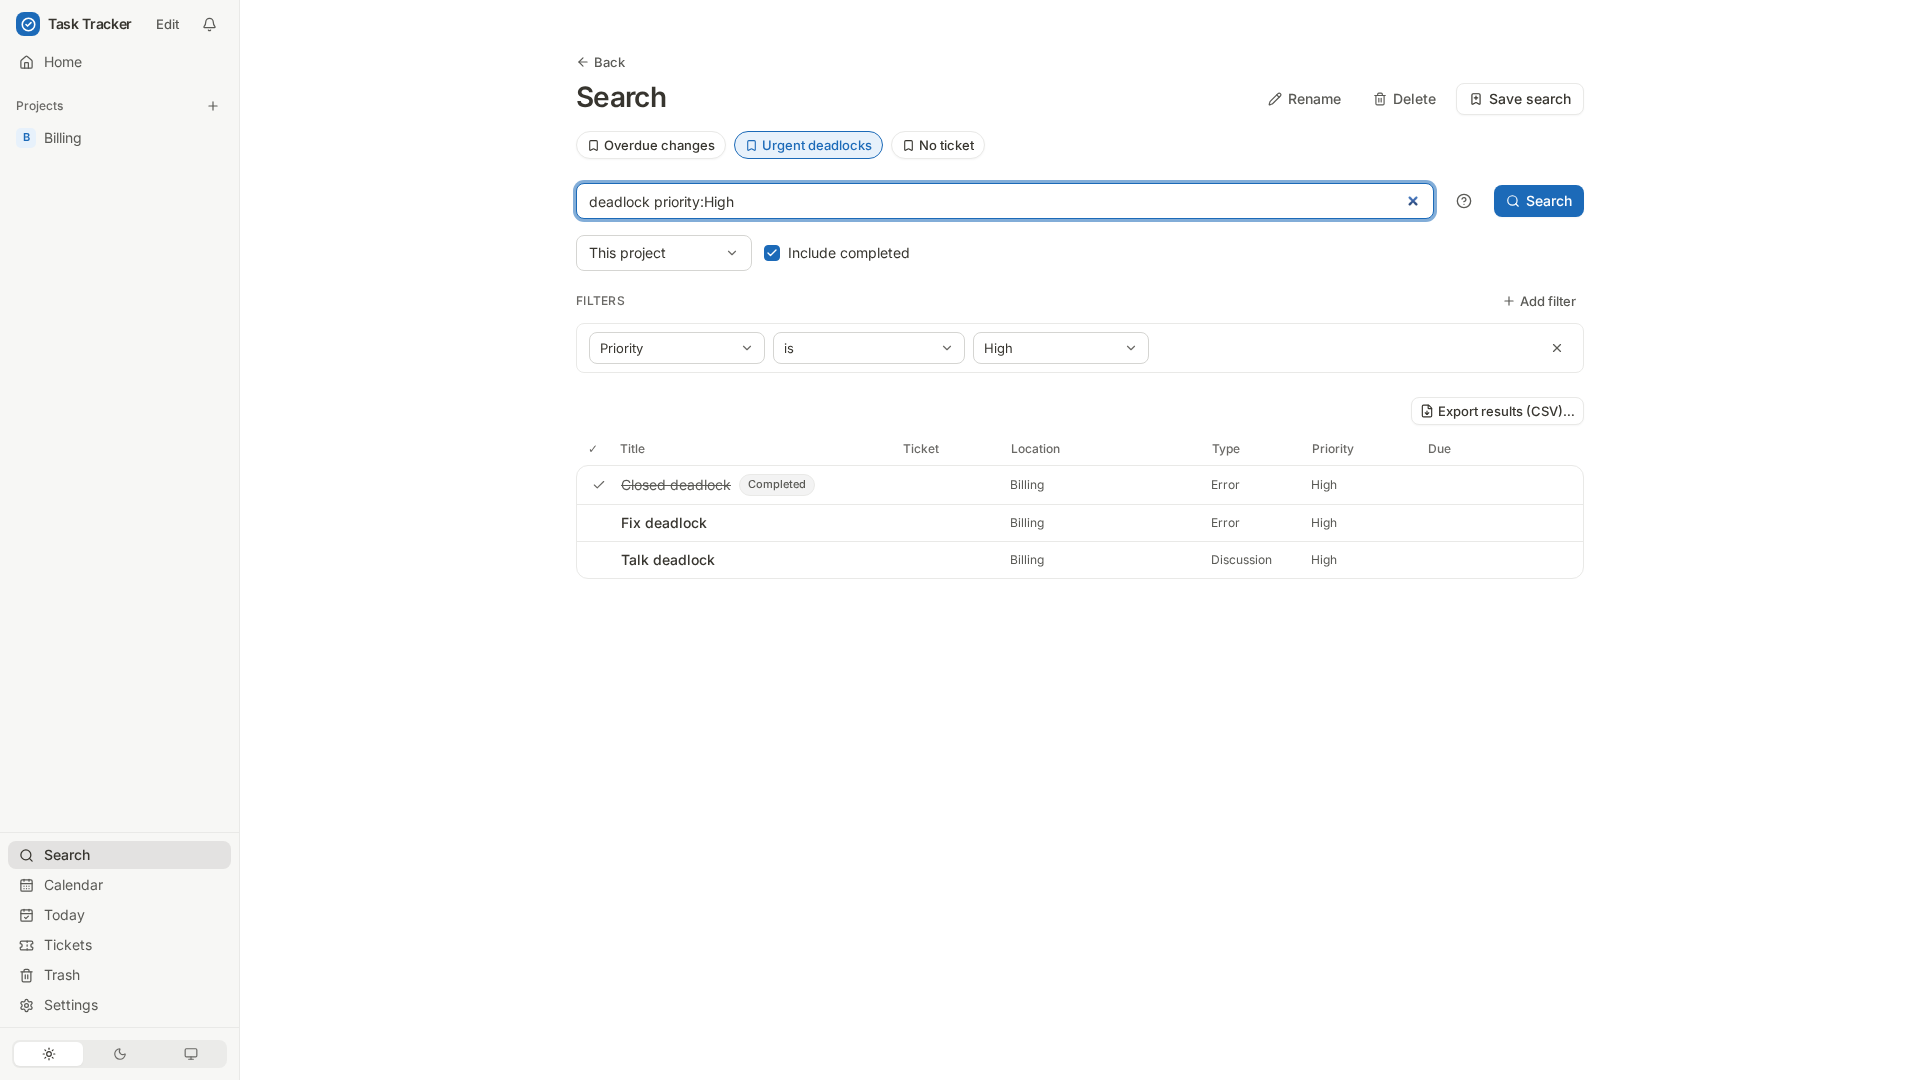 Task Tracker
Edit
Home
Projects
B
Billing
Search
Calendar
Today
Tickets
Trash
Settings
Back
Search
Rename
Delete
Save search
Overdue changes
Urgent deadlocks
No ticket
deadlock priority:High
Search
This project
Include completed
FILTERS
Add filter
Priority
is
High
Export results (CSV)...
✓ Title Ticket Location Type Priority Due
Closed deadlock Completed Billing Error High
Fix deadlock Billing Error High
Talk deadlock Billing Discussion High